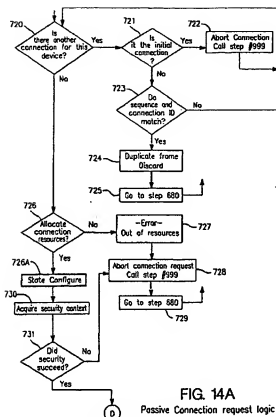 720
Is
there another
connection for this
device?
Yes
No
721
Is
it the initial
connection
?
Yes
No
722
Abort Connection
Call step #999
723
Do
sequence and
connection ID
match?
No
Yes
724
Duplicate frame
Discard
725
Go to step 680
726
Allocate
connection
resources?
No
Yes
-Error-
Out of resources
727
726A
State Configure
Abort connection request
Call step #999
728
730
Acquire security context
Go to step 680
729
731
Did
security
succeed?
No
Yes
D
FIG. 14A
Passive Connection request logic